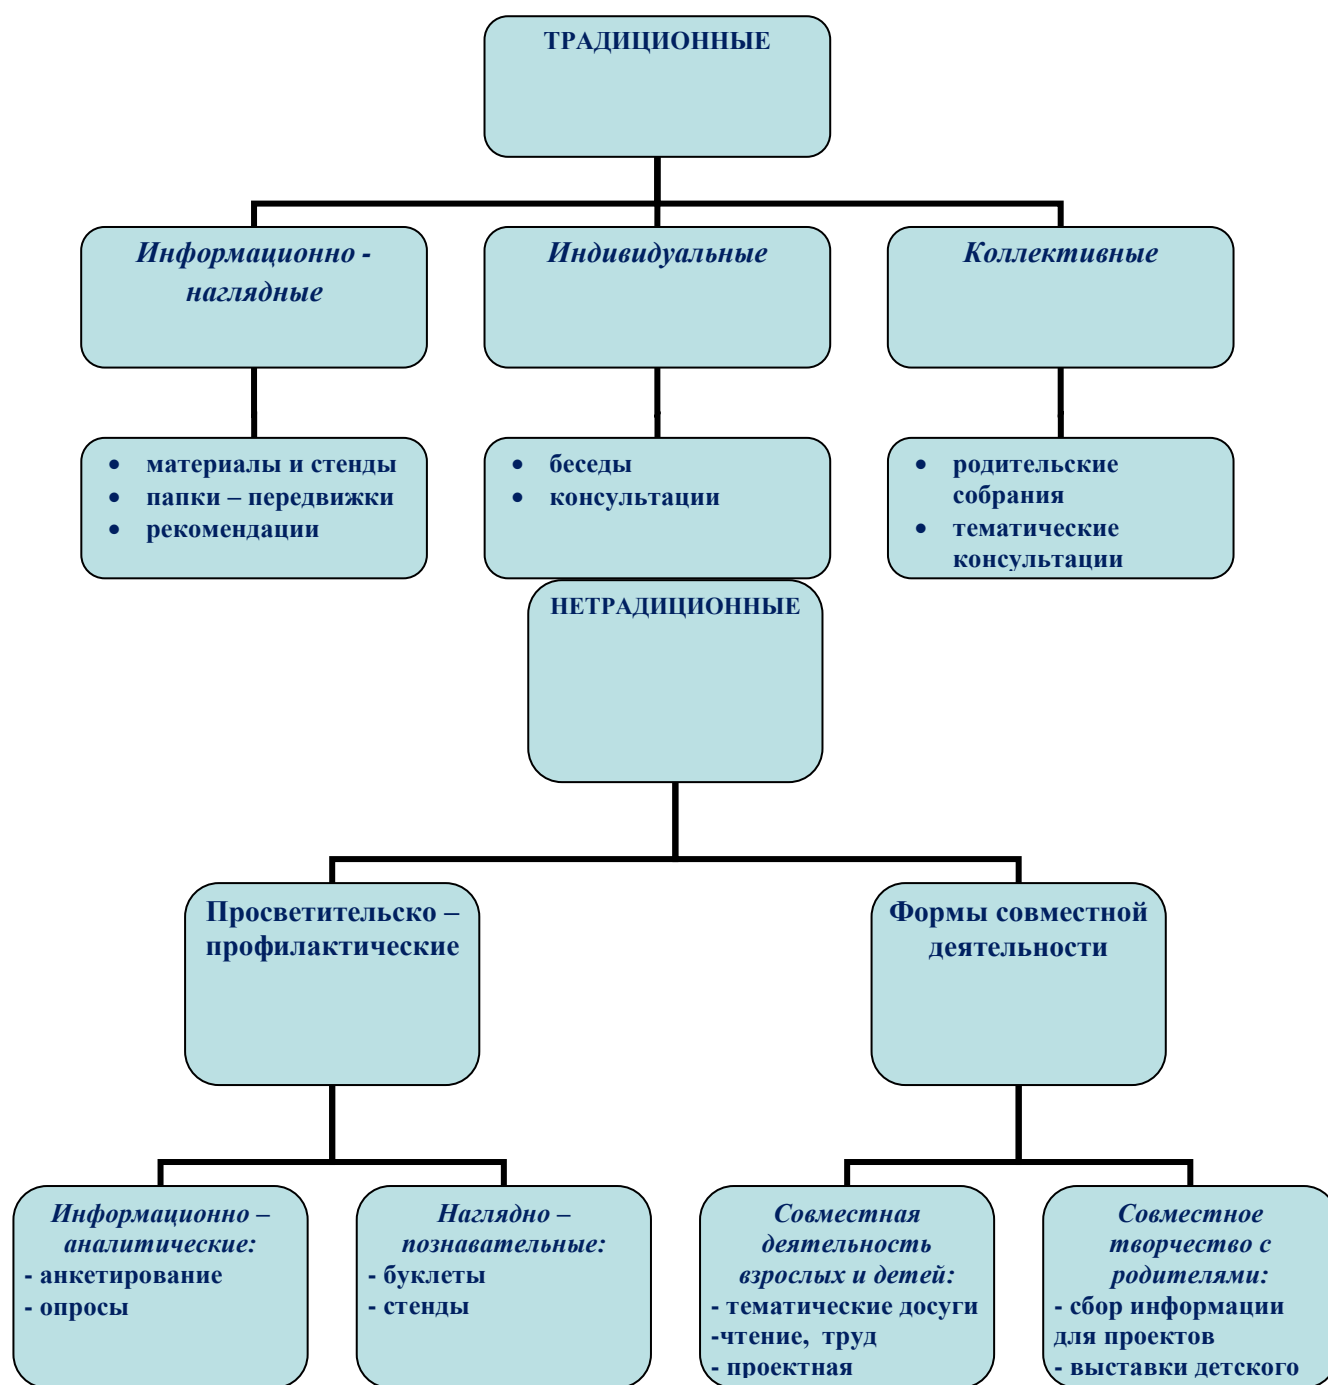 ТРАДИЦИОННЫЕ
Информационно -
наглядные
Индивидуальные
Коллективные
• материалы и стенды
• папки – передвижки
• рекомендации
• беседы
• консультации
• родительские
собрания
• тематические
консультации
НЕТРАДИЦИОННЫЕ
Просветительско –
профилактические
Формы совместной
деятельности
Информационно –
аналитические:
- анкетирование
- опросы
Наглядно –
познавательные:
- буклеты
- стенды
Совместная
деятельность
взрослых и детей:
- тематические досуги
-чтение, труд
- проектная
Совместное
творчество с
родителями:
- сбор информации
для проектов
- выставки детского